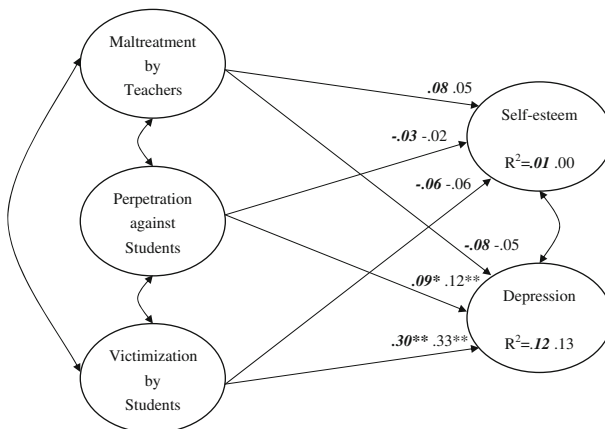 Maltreatment
by
Teachers
.08 .05
Self-esteem
R²=.01 .00
-.03 -.02
-.06 -.06
Perpetration
against
Students
-.08 -.05
.09* .12**
Depression
R²=.12 .13
.30** .33**
Victimization
by
Students